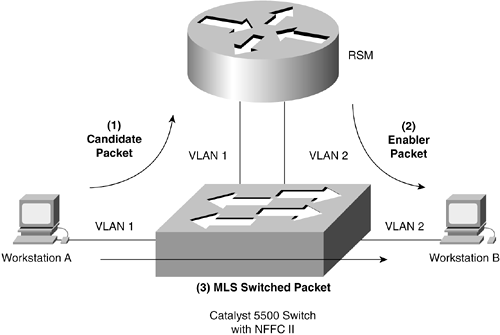 RSM
(1)
Candidate
Packet
(2)
Enabler
Packet
VLAN 1
VLAN 2
VLAN 1
VLAN 2
Workstation A
Workstation B
(3) MLS Switched Packet
Catalyst 5500 Switch
with NFFC II